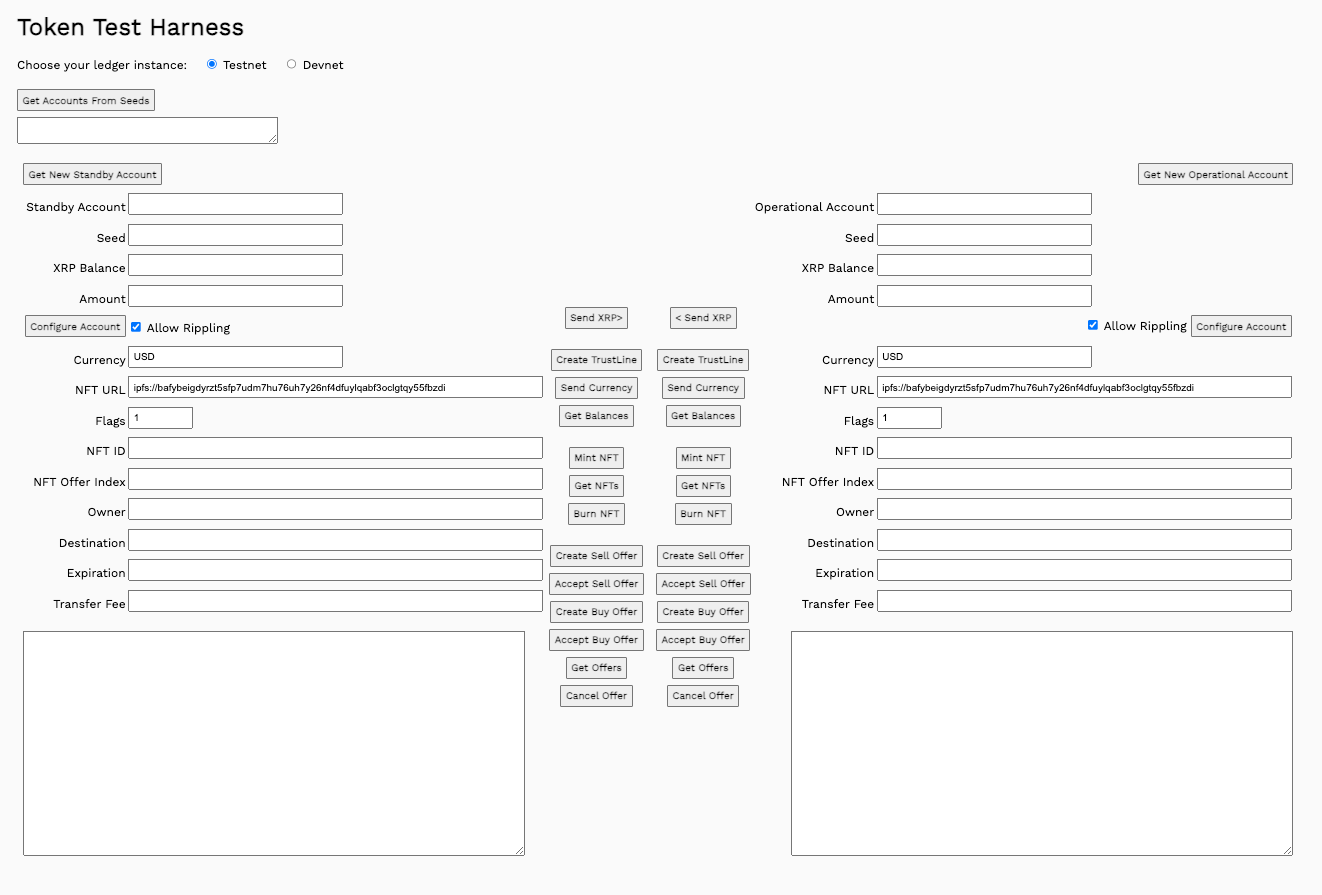 Token Test Harness
Choose your ledger instance: Testnet Devnet
Get Accounts From Seeds
Get New Standby Account Get New Operational Account
Standby Account Operational Account
Seed Seed
XRP Balance XRP Balance
Amount Amount
Send XRP> < Send XRP
Configure Account Allow Rippling Allow Rippling Configure Account
Currency USD Create TrustLine Create TrustLine Currency USD
NFT URL ipfs://bafybeigdyrzt5sfp7udm7hu76uh7y26nf4dfuylqabf3oclgtqy55fbzdi Send Currency Send Currency NFT URL ipfs://bafybeigdyrzt5sfp7udm7hu76uh7y26nf4dfuylqabf3oclgtqy55fbzdi
Flags 1 Get Balances Get Balances Flags 1
NFT ID Mint NFT Mint NFT NFT ID
NFT Offer Index Get NFTs Get NFTs NFT Offer Index
Owner Burn NFT Burn NFT Owner
Destination Create Sell Offer Create Sell Offer Destination
Expiration Accept Sell Offer Accept Sell Offer Expiration
Transfer Fee Create Buy Offer Create Buy Offer Transfer Fee
Accept Buy Offer Accept Buy Offer
Get Offers Get Offers
Cancel Offer Cancel Offer